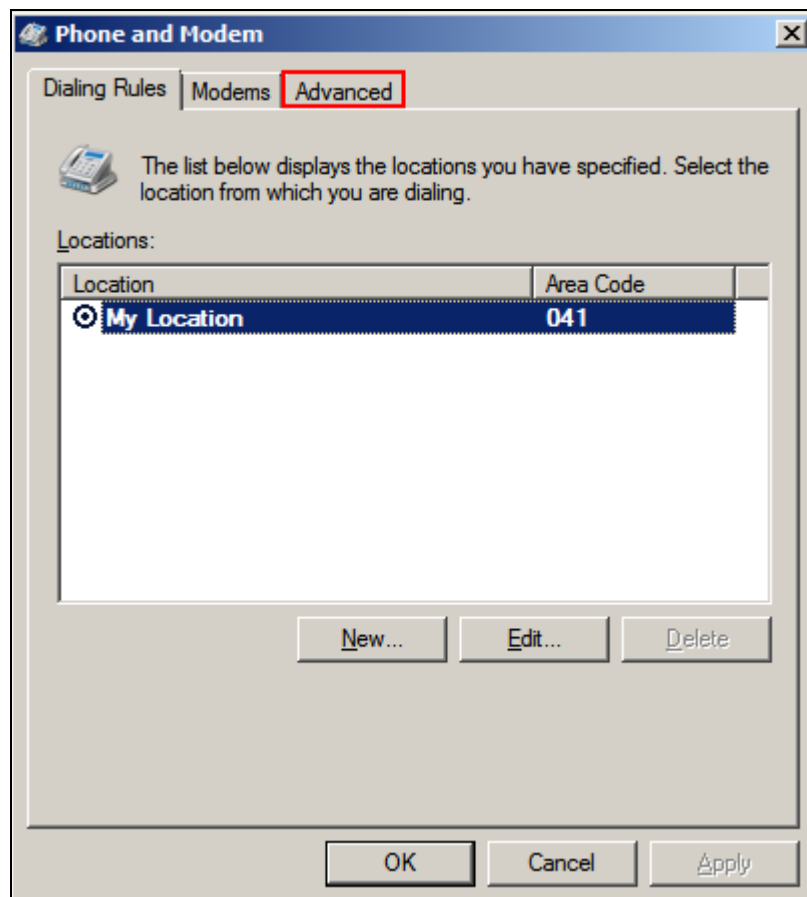 Phone and Modem
Dialing Rules Modems Advanced
The list below displays the locations you have specified. Select the
location from which you are dialing.
Locations:
Location Area Code
My Location 041
New... Edit... Delete
OK Cancel Apply